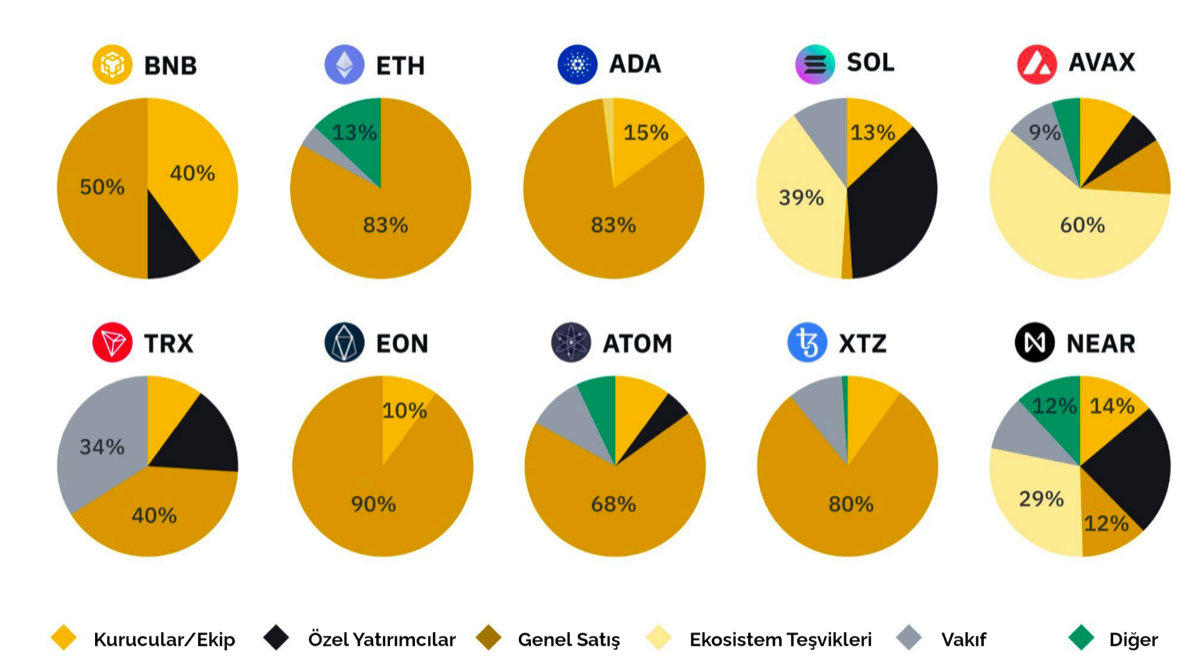 BNB
ETH
ADA
SOL
AVAX
50%
40%
13%
83%
15%
83%
13%
39%
9%
60%
TRX
EON
ATOM
XTZ
NEAR
34%
40%
10%
90%
68%
80%
12%
14%
29%
12%
Kurucular/Ekip
Özel Yatırımcılar
Genel Satış
Ekosistem Teşvikleri
Vakıf
Diğer